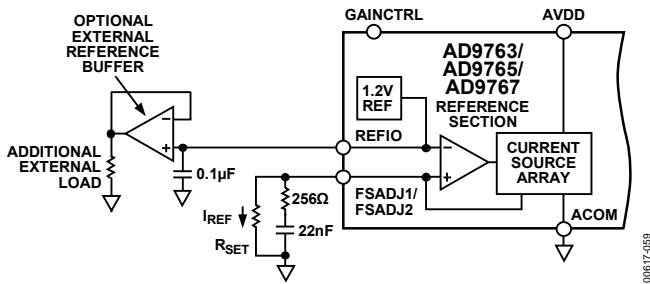 OPTIONAL
EXTERNAL
REFERENCE
BUFFER
GAINCTRL
AVDD
AD9763/
AD9765/
AD9767
REFERENCE
SECTION
1.2V
REF
REFIO
CURRENT
SOURCE
ARRAY
ADDITIONAL
EXTERNAL
LOAD
0.1µF
256Ω
FSADJ1/
FSADJ2
IREF
22nF
RSET
ACOM
00617-059
−
+
−
+